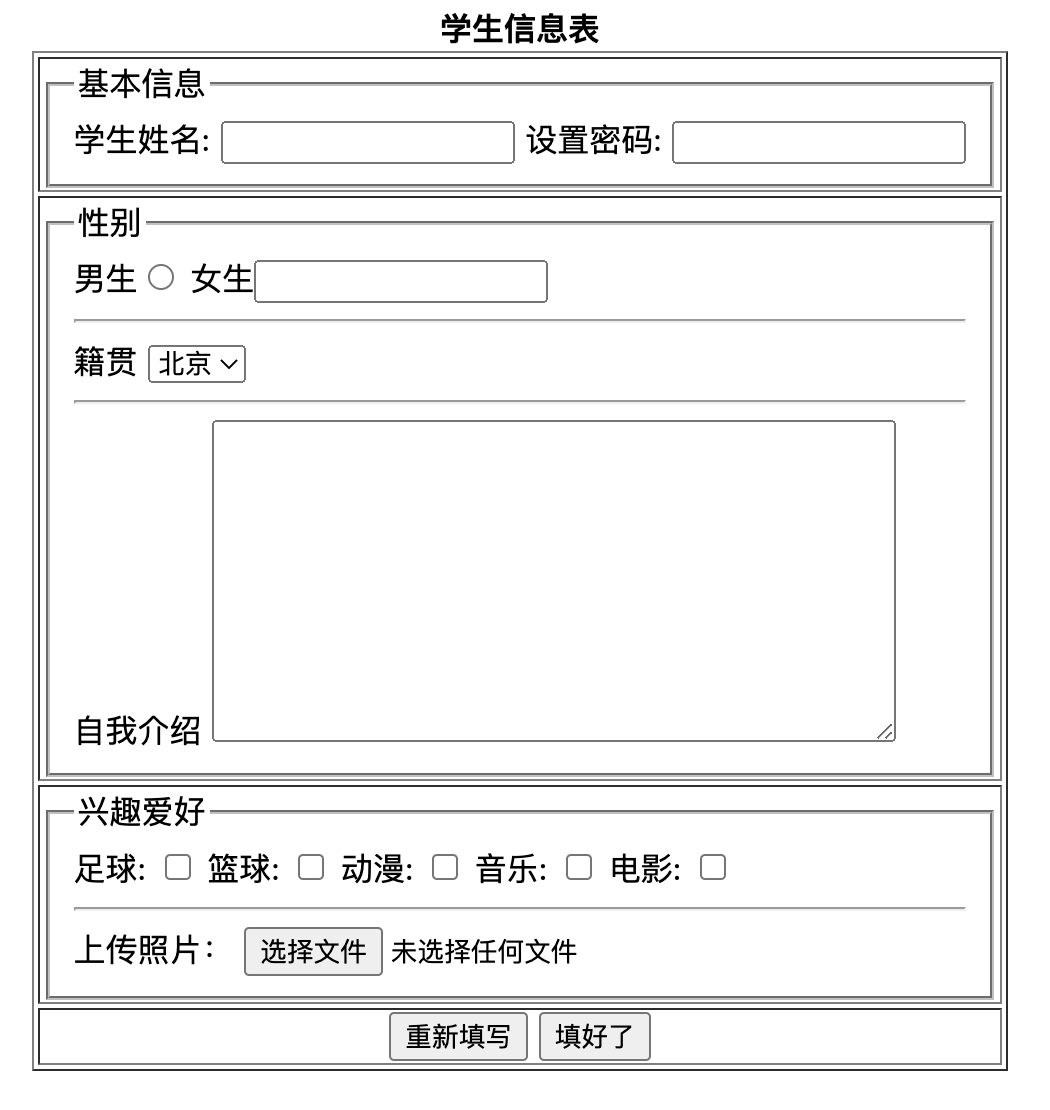 学生信息表
基本信息
学生姓名: 设置密码:
性别
男生 女生
籍贯 北京
自我介绍
兴趣爱好
足球: 篮球: 动漫: 音乐: 电影:
上传照片： 选择文件 未选择任何文件
重新填写 填好了